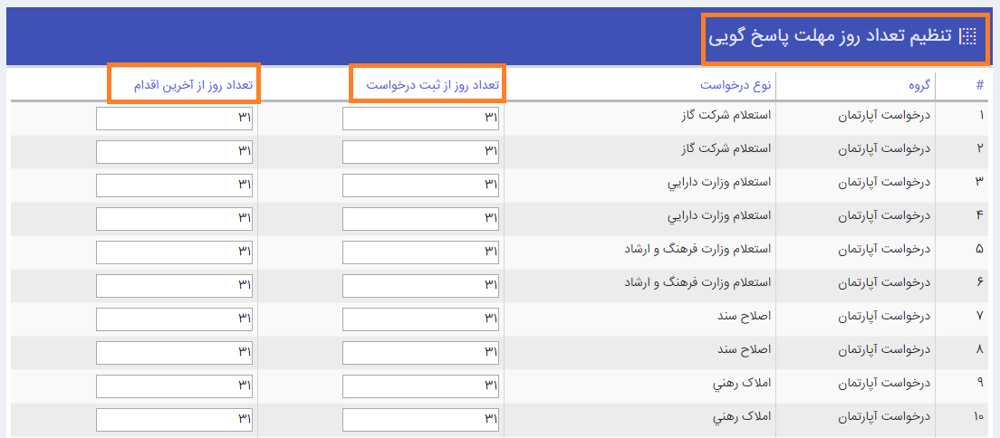 تنظیم تعداد روز مهلت پاسخ گویی
# گروه نوع درخواست تعداد روز از ثبت درخواست تعداد روز از آخرین اقدام
۱ درخواست آپارتمان استعلام شرکت گاز ۳۱ ۳۱
۲ درخواست آپارتمان استعلام شرکت گاز ۳۱ ۳۱
۳ درخواست آپارتمان استعلام وزارت دارايي ۳۱ ۳۱
۴ درخواست آپارتمان استعلام وزارت دارايي ۳۱ ۳۱
۵ درخواست آپارتمان استعلام وزارت فرهنگ و ارشاد ۳۱ ۳۱
۶ درخواست آپارتمان استعلام وزارت فرهنگ و ارشاد ۳۱ ۳۱
۷ درخواست آپارتمان اصلاح سند ۳۱ ۳۱
۸ درخواست آپارتمان اصلاح سند ۳۱ ۳۱
۹ درخواست آپارتمان املاک رهني ۳۱ ۳۱
۱۰ درخواست آپارتمان املاک رهني ۳۱ ۳۱